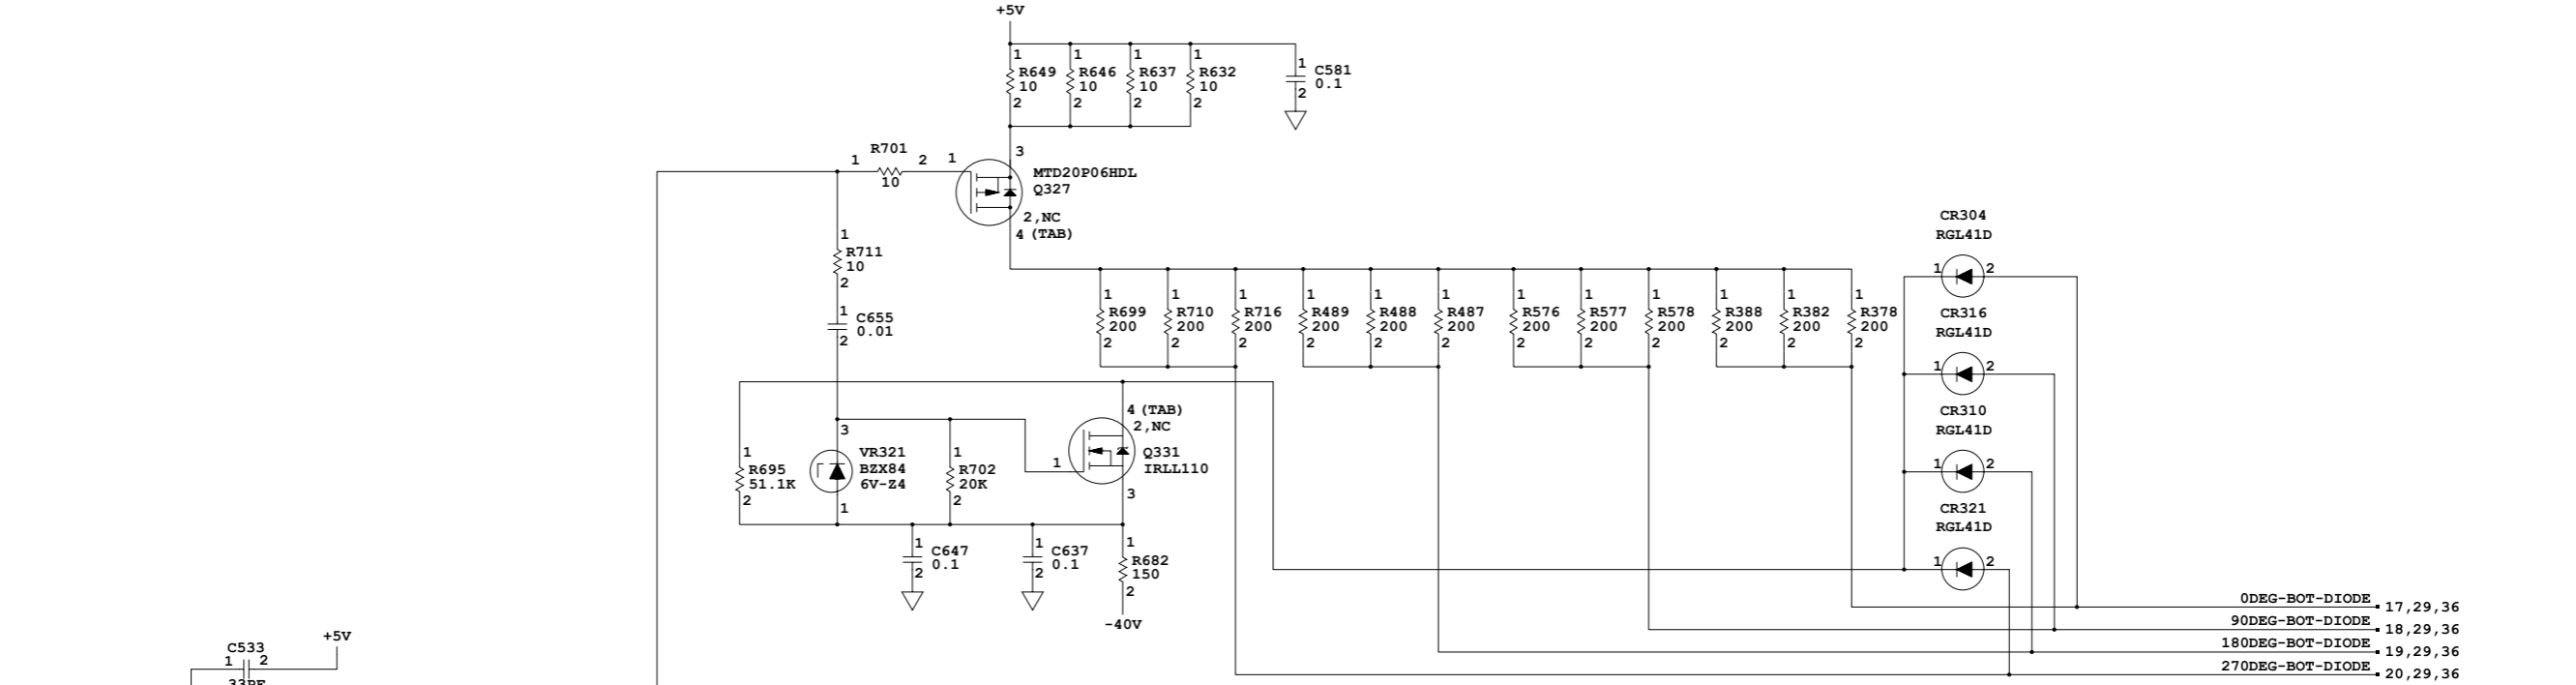 +5V
1 1 1 1 1
R649 R646 R637 R632 C581
10 10 10 10 0.1
2 2 2 2 2
R701
1 2 1 3
10
MTD20P06HDL
Q327
2,NC
4 (TAB)
CR304
RGL41D
1 2
1
R711
10
2
1 1 1 1 1 1 1 1 1 1 1 1
R699 R710 R716 R489 R488 R487 R576 R577 R578 R388 R382 R378
200 200 200 200 200 200 200 200 200 200 200 200
2 2 2 2 2 2 2 2 2 2 2 2
CR316
RGL41D
1 2
1
C655
0.01
2
4 (TAB)
2,NC
CR310
RGL41D
1 2
3
VR321
BZX84
6V-Z4
1
1
R695
51.1K
2
1
R702
20K
2
1
Q331
IRLL110
3
CR321
RGL41D
1 2
1
C647
0.1
2
1
C637
0.1
2
1
R682
150
2
-40V
0DEG-BOT-DIODE 17,29,36
90DEG-BOT-DIODE 18,29,36
180DEG-BOT-DIODE 19,29,36
270DEG-BOT-DIODE 20,29,36
+5V
C533
1 2